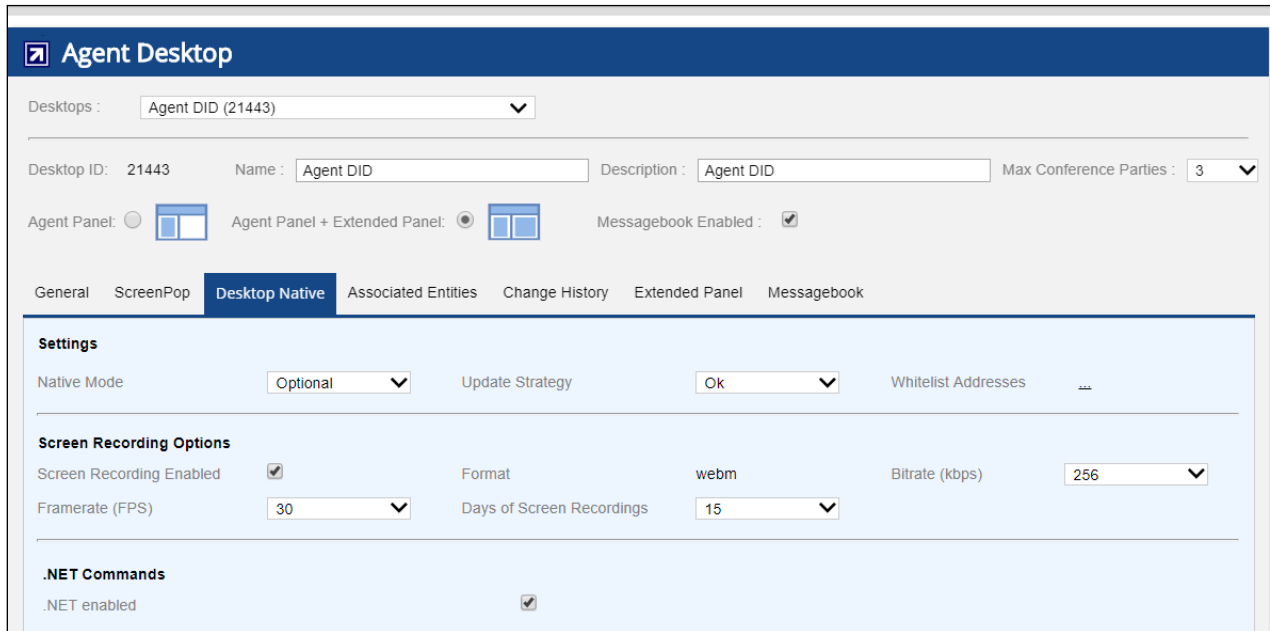 Agent Desktop
Desktops : Agent DID (21443)
Desktop ID: 21443 Name : Agent DID Description : Agent DID Max Conference Parties : 3
Agent Panel: Agent Panel + Extended Panel: Messagebook Enabled :
General ScreenPop Desktop Native Associated Entities Change History Extended Panel Messagebook
Settings
Native Mode Optional Update Strategy Ok Whitelist Addresses ...
Screen Recording Options
Screen Recording Enabled Format webm Bitrate (kbps) 256
Framerate (FPS) 30 Days of Screen Recordings 15
.NET Commands
.NET enabled